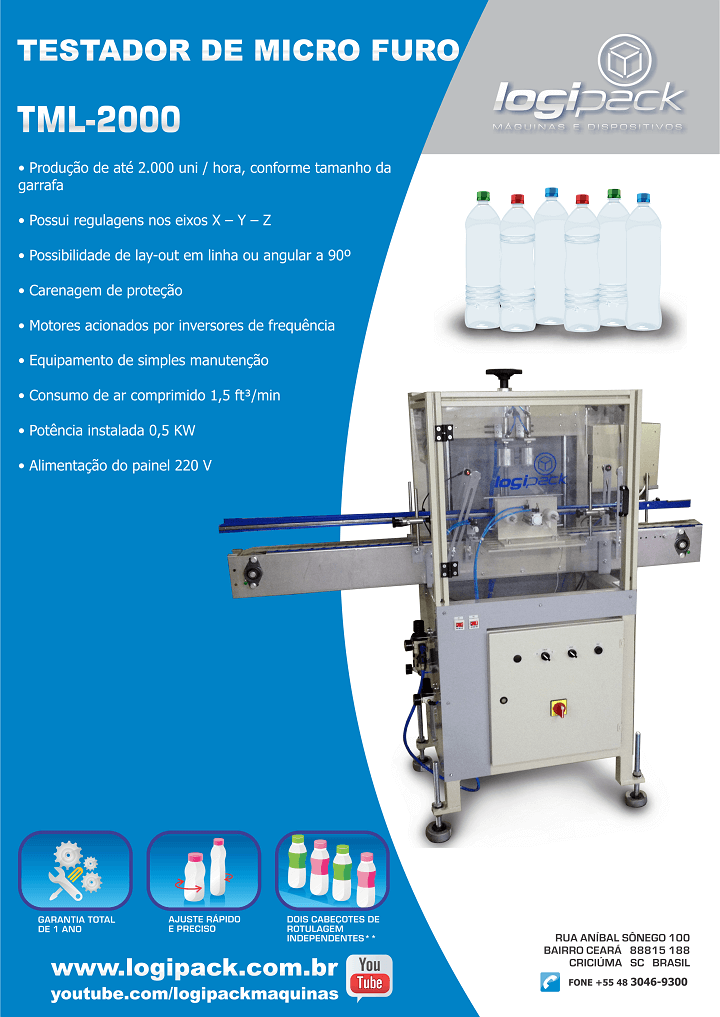 TESTADOR DE MICRO FURO
logipack
MÁQUINAS E DISPOSITIVOS
TML-2000
• Produção de até 2.000 uni / hora, conforme tamanho da
garrafa
• Possui regulagens nos eixos X – Y – Z
• Possibilidade de lay-out em linha ou angular a 90º
• Carenagem de proteção
• Motores acionados por inversores de frequência
• Equipamento de simples manutenção
• Consumo de ar comprimido 1,5 ft³/min
• Potência instalada 0,5 KW
• Alimentação do painel 220 V
logipack
GARANTIA TOTAL
DE 1 ANO
AJUSTE RÁPIDO
E PRECISO
DOIS CABEÇOTES DE
ROTULAGEM
INDEPENDENTES**
www.logipack.com.br
youtube.com/logipackmaquinas
You
Tube
RUA ANÍBAL SÔNEGO 100
BAIRRO CEARÁ 88815 188
CRICIÚMA SC BRASIL
FONE +55 48 3046-9300